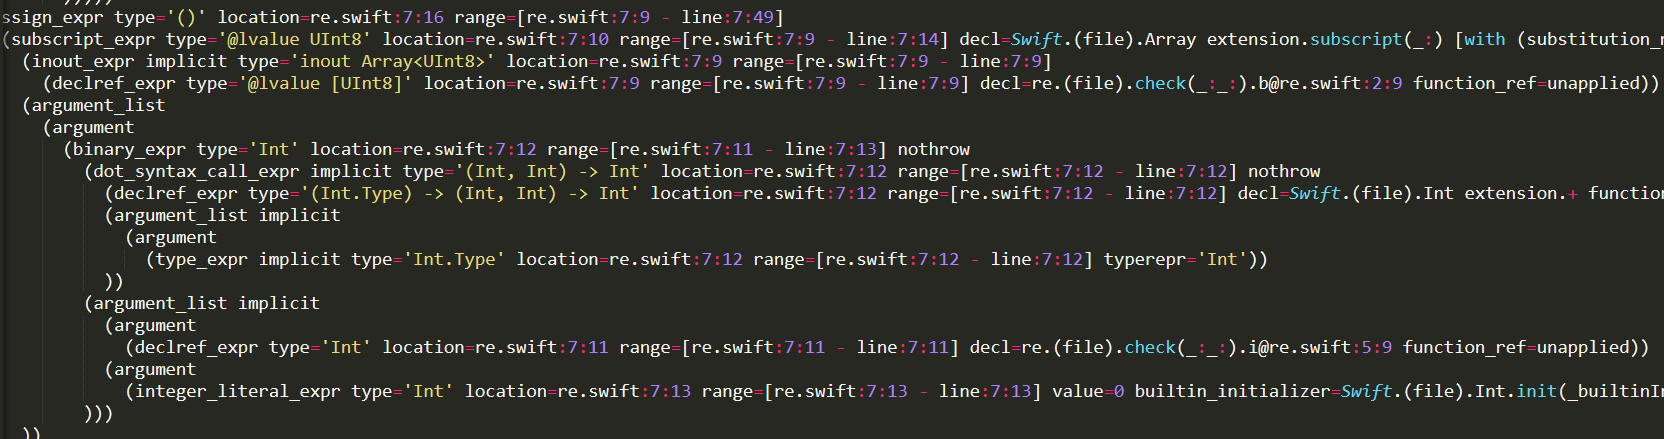 ssign_expr type='()' location=re.swift:7:16 range=[re.swift:7:9 - line:7:49]
(subscript_expr type='@lvalue UInt8' location=re.swift:7:10 range=[re.swift:7:9 - line:7:14] decl=Swift.(file).Array extension.subscript(_:) [with (substitution_
(inout_expr implicit type='inout Array<UInt8>' location=re.swift:7:9 range=[re.swift:7:9 - line:7:9]
(declref_expr type='@lvalue [UInt8]' location=re.swift:7:9 range=[re.swift:7:9 - line:7:9] decl=re.(file).check(_:_:).b@re.swift:2:9 function_ref=unapplied))
(argument_list
(argument
(binary_expr type='Int' location=re.swift:7:12 range=[re.swift:7:11 - line:7:13] nothrow
(dot_syntax_call_expr implicit type='(Int, Int) -> Int' location=re.swift:7:12 range=[re.swift:7:12 - line:7:12] nothrow
(declref_expr type='(Int.Type) -> (Int, Int) -> Int' location=re.swift:7:12 range=[re.swift:7:12 - line:7:12] decl=Swift.(file).Int extension.+ function
(argument_list implicit
(argument
(type_expr implicit type='Int.Type' location=re.swift:7:12 range=[re.swift:7:12 - line:7:12] typerepr='Int'))
))
(argument_list implicit
(argument
(declref_expr type='Int' location=re.swift:7:11 range=[re.swift:7:11 - line:7:11] decl=re.(file).check(_:_:).i@re.swift:5:9 function_ref=unapplied))
(argument
(integer_literal_expr type='Int' location=re.swift:7:13 range=[re.swift:7:13 - line:7:13] value=0 builtin_initializer=Swift.(file).Int.init(_builtinIn
)))
))